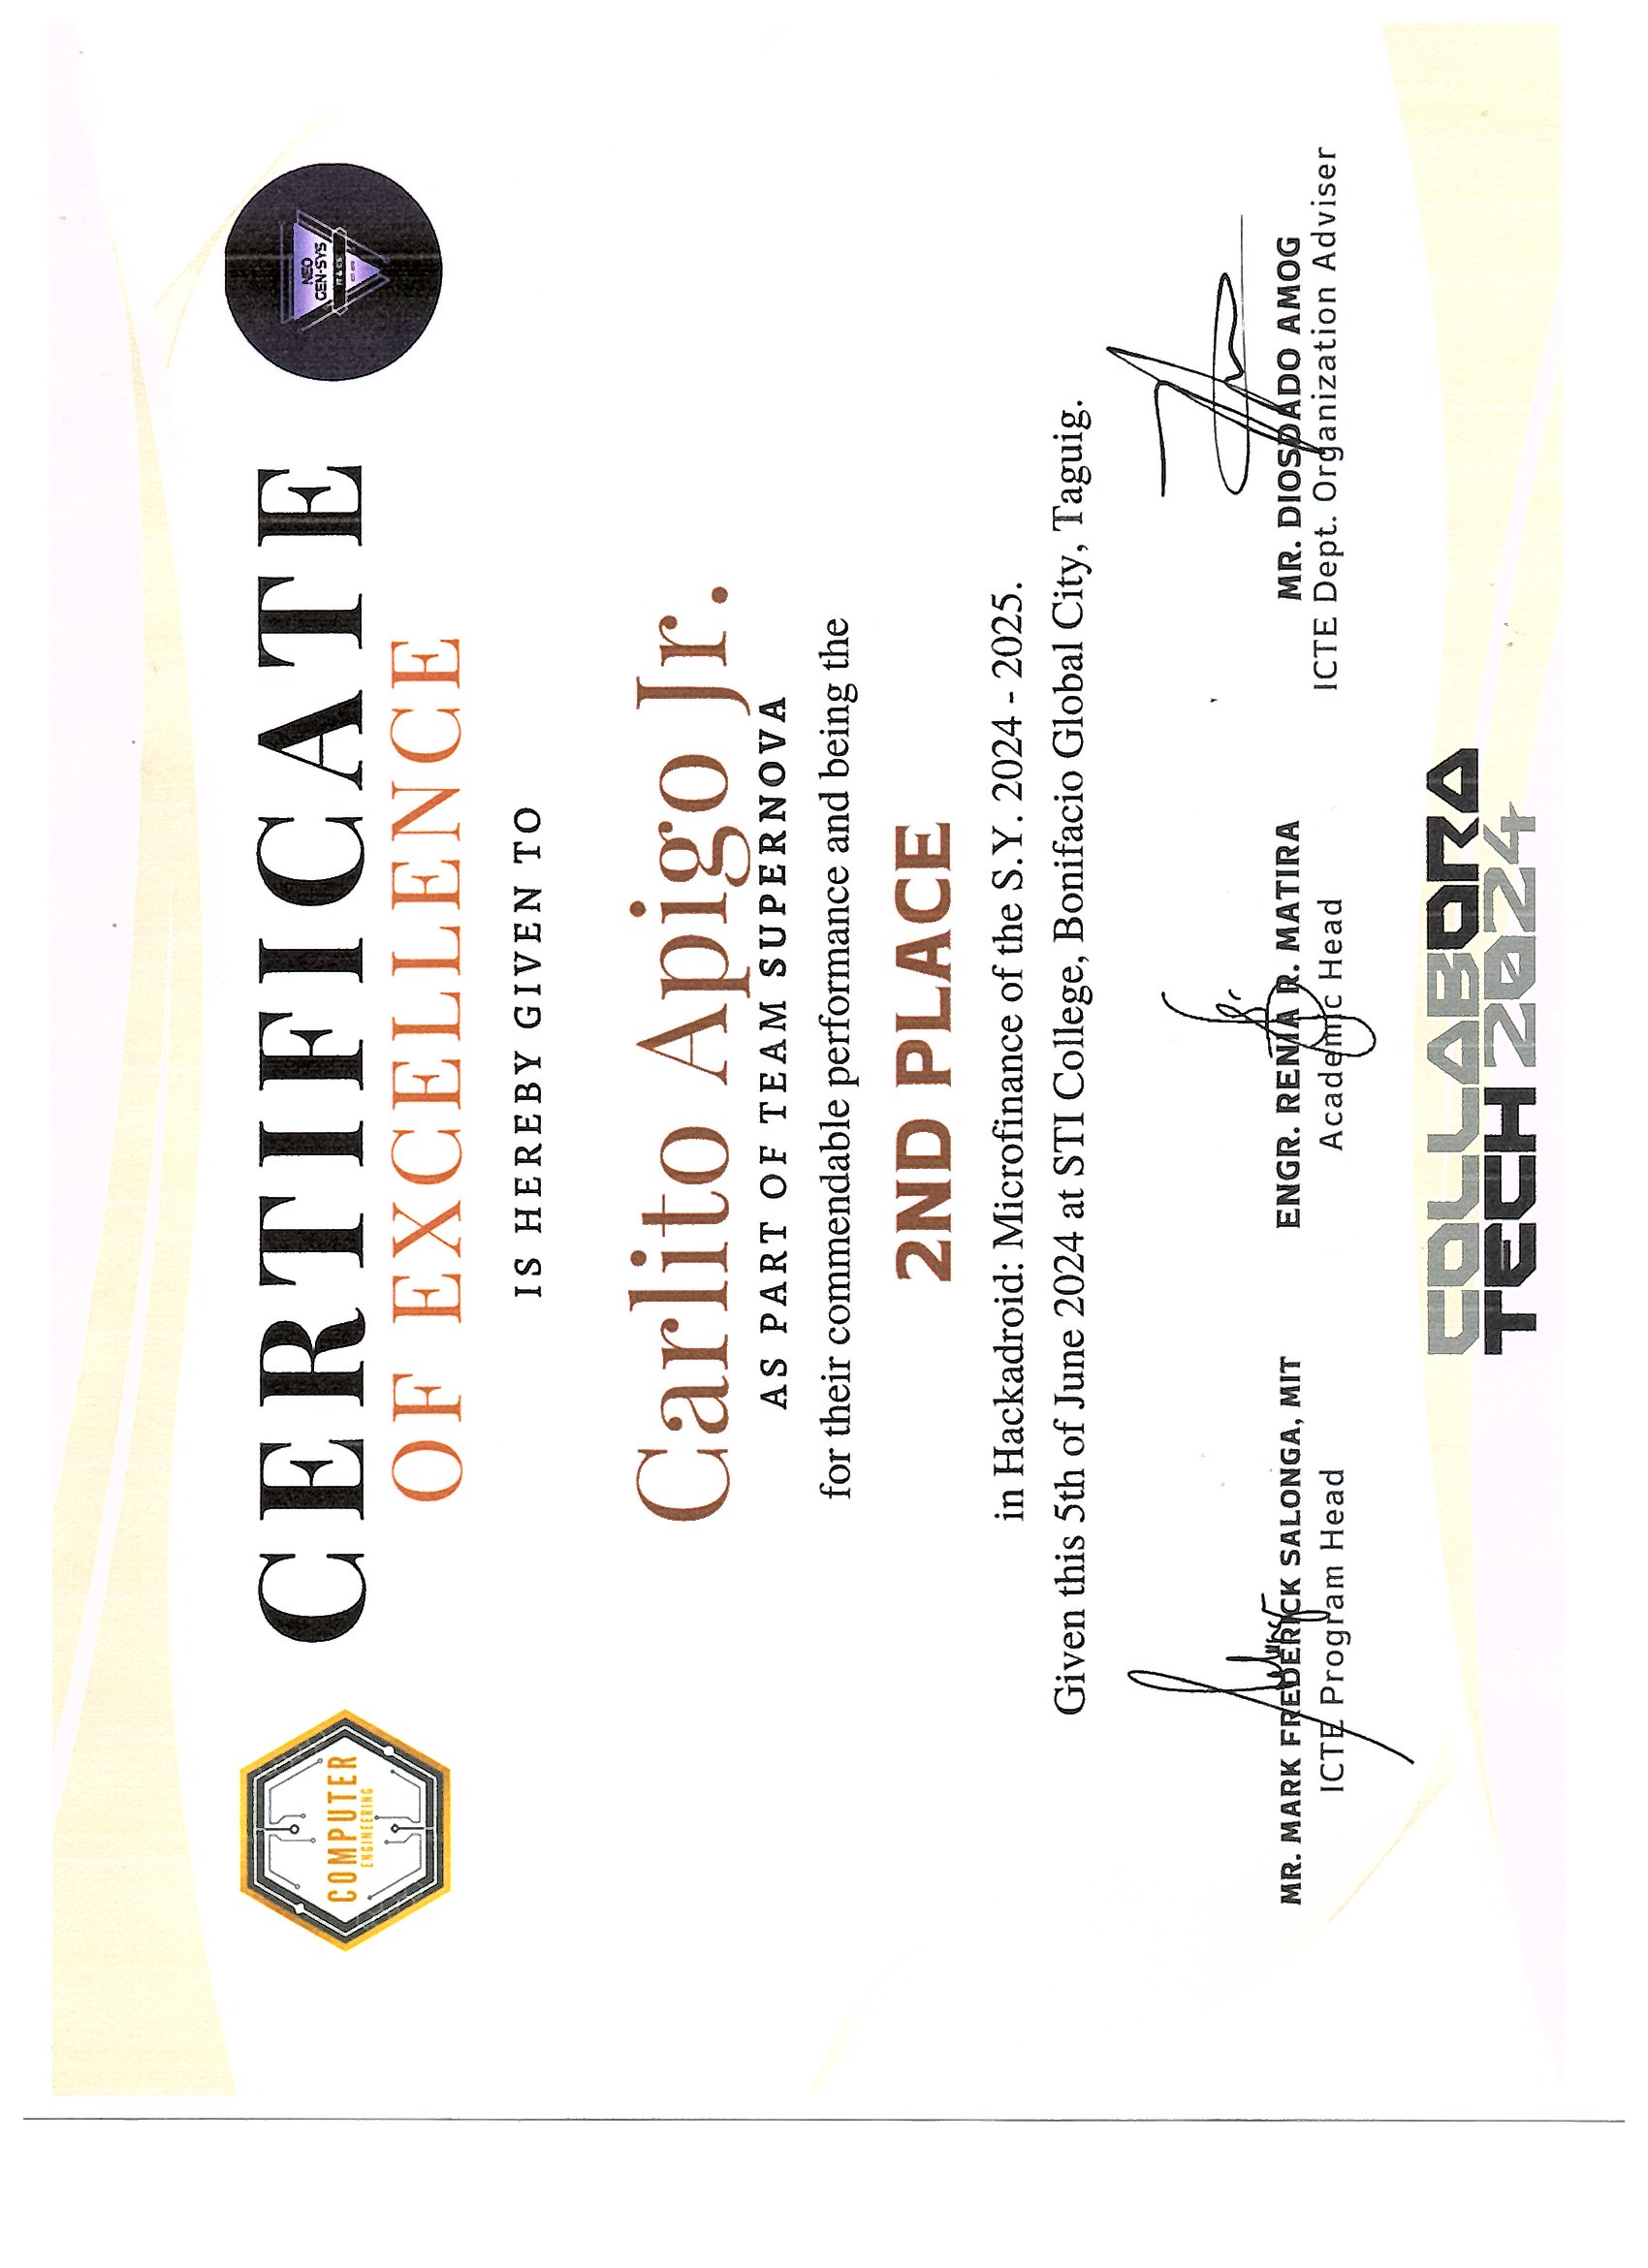 COMPUTER
ENGINEERING
CERTIFICATE
OF EXCELLENCE
NEO
GEN-SYS
IT & CS
IS HEREBY GIVEN TO
Carlito Apigo Jr.
AS PART OF TEAM SUPERNOVA
for their commendable performance and being the
2ND PLACE
in Hackadroid: Microfinance of the S.Y. 2024 - 2025.
Given this 5th of June 2024 at STI College, Bonifacio Global City, Taguig.
MR. MARK FREDERICK SALONGA, MIT
ICTE Program Head
ENGR. RENIA R. MATIRA
Academic Head
MR. DIOSDADO AMOG
ICTE Dept. Organization Adviser
COLLABORA
TECH 2024